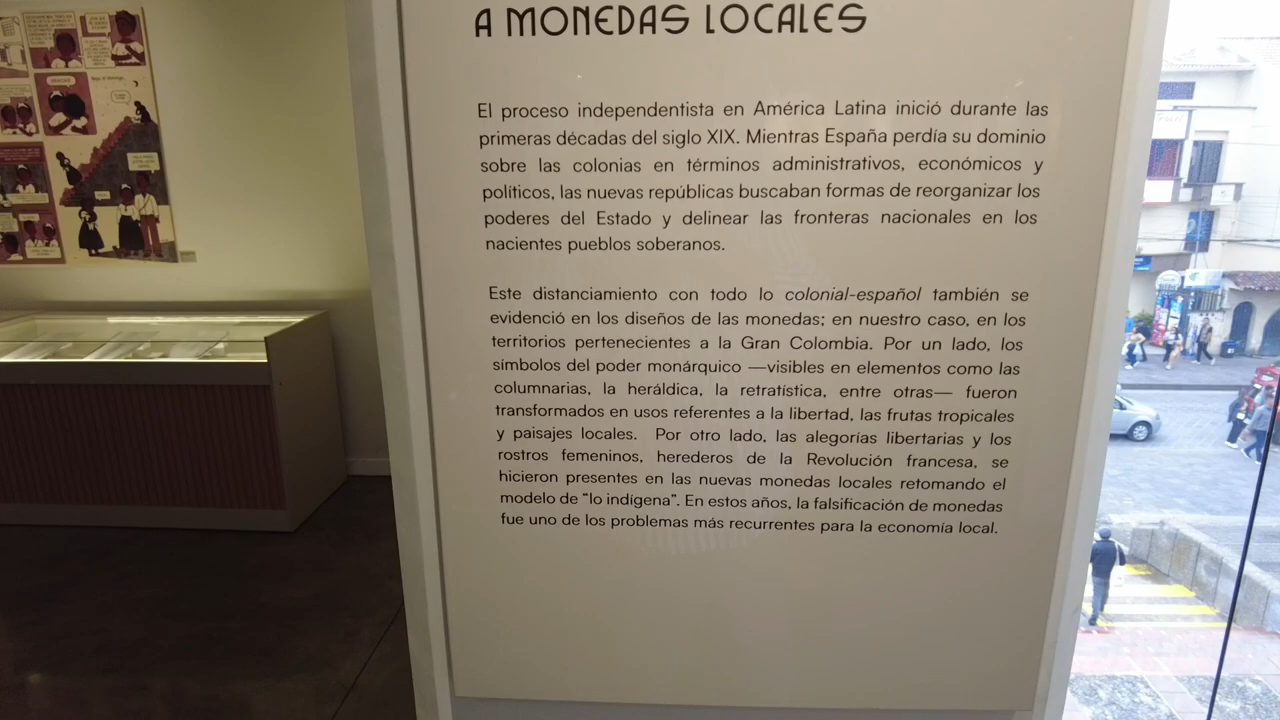 A MONEDAS LOCALES
El proceso independentista en América Latina inició durante las
primeras décadas del siglo XIX. Mientras España perdía su dominio
sobre las colonias en términos administrativos, económicos y
políticos, las nuevas repúblicas buscaban formas de reorganizar los
poderes del Estado y delinear las fronteras nacionales en los
nacientes pueblos soberanos.
Este distanciamiento con todo lo colonial-español también se
evidenció en los diseños de las monedas; en nuestro caso, en los
territorios pertenecientes a la Gran Colombia. Por un lado, los
símbolos del poder monárquico —visibles en elementos como las
columnarias, la heráldica, la retratística, entre otras— fueron
transformados en usos referentes a la libertad, las frutas tropicales
y paisajes locales. Por otro lado, las alegorías libertarias y los
rostros femeninos, herederos de la Revolución francesa, se
hicieron presentes en las nuevas monedas locales retomando el
modelo de “lo indígena”. En estos años, la falsificación de monedas
fue uno de los problemas más recurrentes para la economía local.